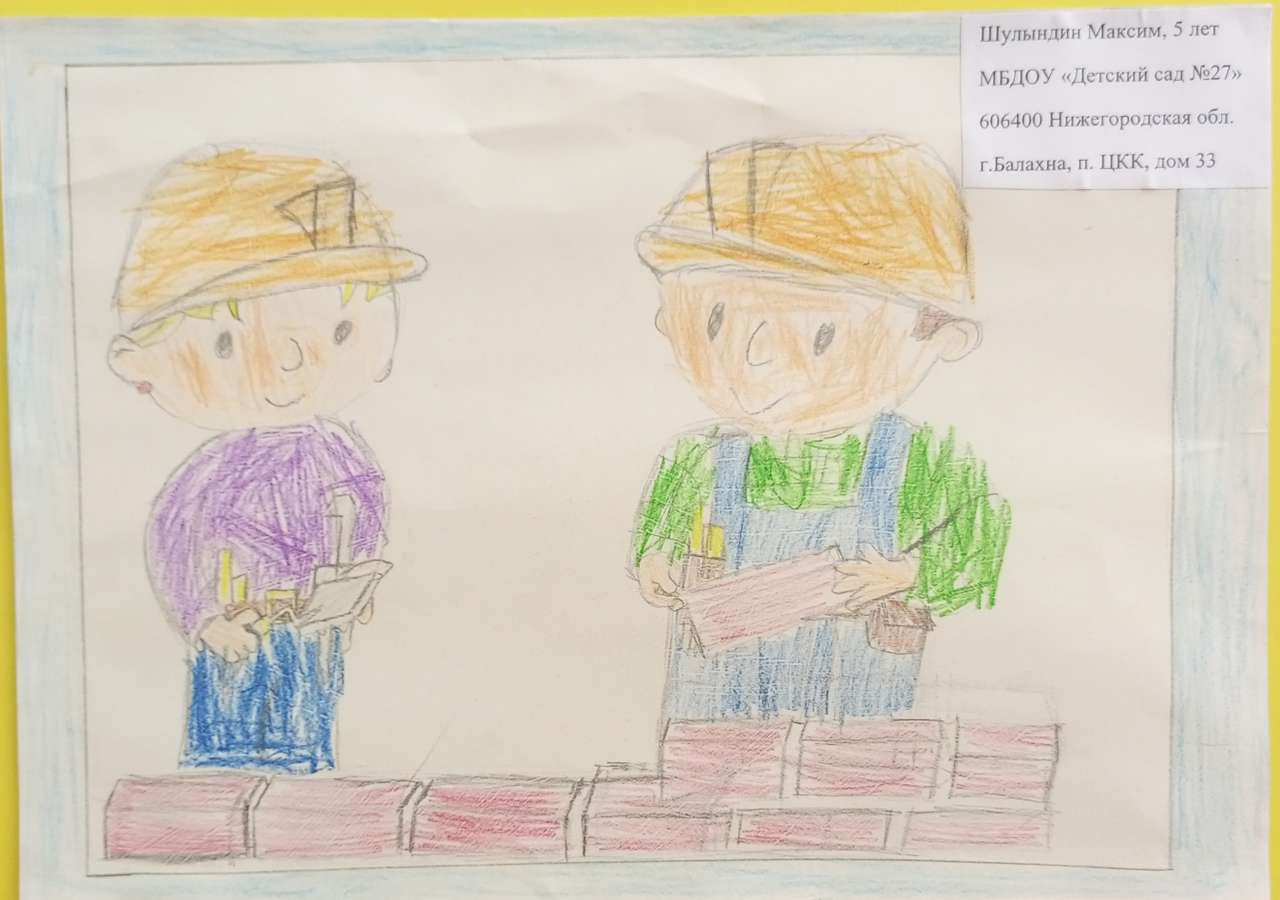 Шулындин Максим, 5 лет
МБДОУ «Детский сад №27»
606400 Нижегородская обл.
г.Балахна, п. ЦКК, дом 33